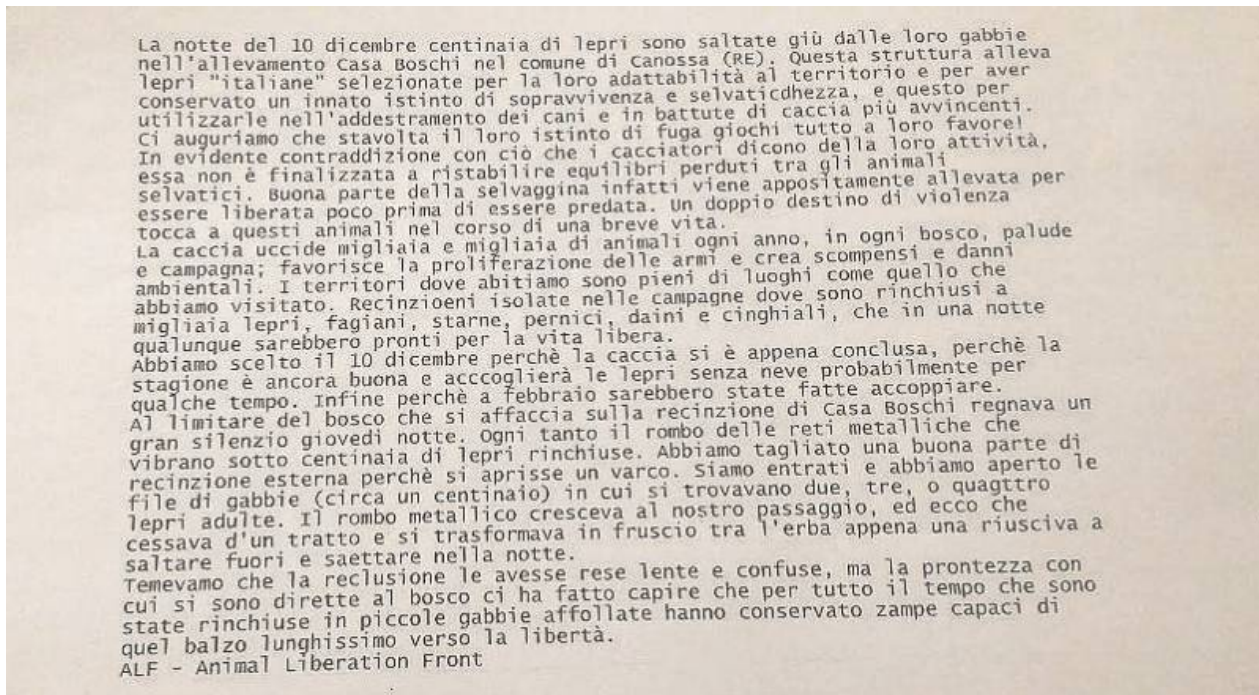 La notte del 10 dicembre centinaia di lepri sono saltate giù dalle loro gabbie
nell'allevamento Casa Boschi nel comune di Canossa (RE). Questa struttura alleva
lepri "italiane" selezionate per la loro adattabilità al territorio e per aver
conservato un innato istinto di sopravvivenza e selvaticdhezza, e questo per
utilizzarle nell'addestramento dei cani e in battute di caccia più avvincenti.
Ci auguriamo che stavolta il loro istinto di fuga giochi tutto a loro favore!
In evidente contraddizione con ciò che i cacciatori dicono della loro attività,
essa non è finalizzata a ristabilire equilibri perduti tra gli animali
selvatici. Buona parte della selvaggina infatti viene appositamente allevata per
essere liberata poco prima di essere predata. Un doppio destino di violenza
tocca a questi animali nel corso di una breve vita.
La caccia uccide migliaia e migliaia di animali ogni anno, in ogni bosco, palude
e campagna; favorisce la proliferazione delle armi e crea scompensi e danni
ambientali. I territori dove abitiamo sono pieni di luoghi come quello che
abbiamo visitato. Recinzioeni isolate nelle campagne dove sono rinchiusi a
migliaia lepri, fagiani, starne, pernici, daini e cinghiali, che in una notte
qualunque sarebbero pronti per la vita libera.
Abbiamo scelto il 10 dicembre perchè la caccia si è appena conclusa, perchè la
stagione è ancora buona e acccoglierà le lepri senza neve probabilmente per
qualche tempo. Infine perchè a febbraio sarebbero state fatte accoppiare.
Al limitare del bosco che si affaccia sulla recinzione di Casa Boschi regnava un
gran silenzio giovedi notte. Ogni tanto il rombo delle reti metalliche che
vibrano sotto centinaia di lepri rinchiuse. Abbiamo tagliato una buona parte di
recinzione esterna perchè si aprisse un varco. Siamo entrati e abbiamo aperto le
file di gabbie (circa un centinaio) in cui si trovavano due, tre, o quagttro
lepri adulte. Il rombo metallico cresceva al nostro passaggio, ed ecco che
cessava d'un tratto e si trasformava in fruscio tra l'erba appena una riusciva a
saltare fuori e saettare nella notte.
Temevamo che la reclusione le avesse rese lente e confuse, ma la prontezza con
cui si sono dirette al bosco ci ha fatto capire che per tutto il tempo che sono
state rinchiuse in piccole gabbie affollate hanno conservato zampe capaci di
quel balzo lunghissimo verso la libertà.
ALF - Animal Liberation Front